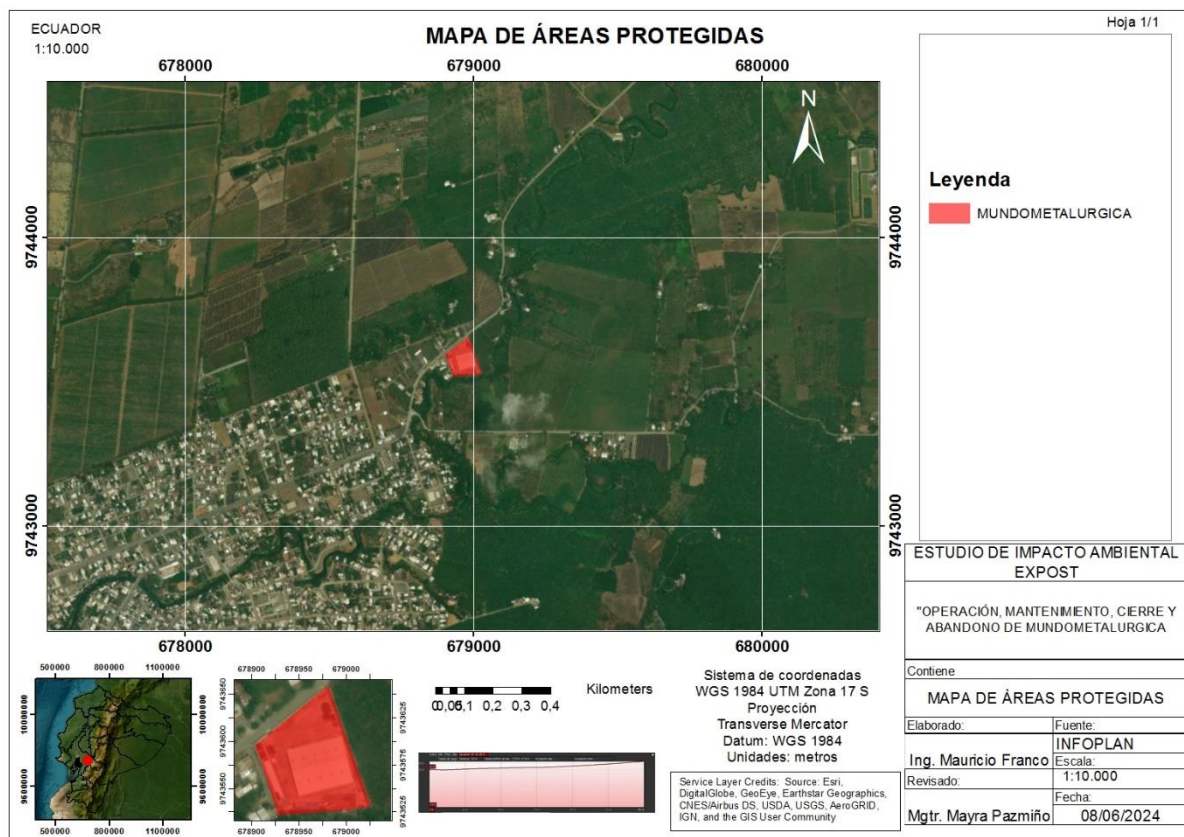 ECUADOR
1:10.000
MAPA DE ÁREAS PROTEGIDAS
Hoja 1/1
678000 679000 680000
N
9744000 9744000
9743000 9743000
678000 679000 680000
Leyenda
MUNDOMETALURGICA
ESTUDIO DE IMPACTO AMBIENTAL
EXPOST
"OPERACIÓN, MANTENIMIENTO, CIERRE Y
ABANDONO DE MUNDOMETALURGICA
Contiene
MAPA DE ÀREAS PROTEGIDAS
Elaborado:
Ing. Mauricio Franco
Revisado:
Mgtr. Mayra Pazmiño
Fuente:
INFOPLAN
Escala:
1:10.000
Fecha:
08/06/2024
500000 800000 1100000
10000000
9600000
500000 800000 1100000
678900 678950 679000
9743650
9743600
9743550
9743625
9743575
9743625
678900 678950 679000
0 0,05 0,1 0,2 0,3 0,4
Kilometers
Sistema de coordenadas
WGS 1984 UTM Zona 17 S
Proyección
Transverse Mercator
Datum: WGS 1984
Unidades: metros
Service Layer Credits: Source: Esri,
DigitalGlobe, GeoEye, Earthstar Geographics,
CNES/Airbus DS, USDA, USGS, AeroGRID,
IGN, and the GIS User Community